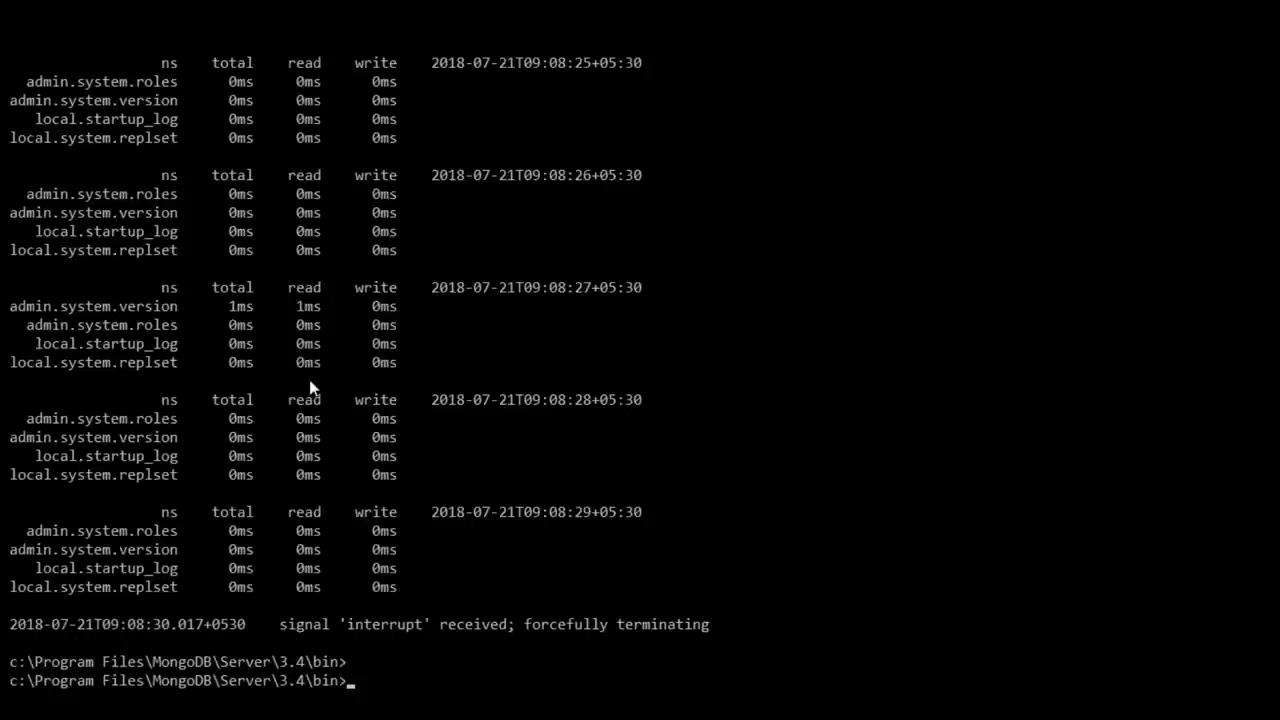 ns total read write 2018-07-21T09:08:25+05:30
admin.system.roles 0ms 0ms 0ms
admin.system.version 0ms 0ms 0ms
local.startup_log 0ms 0ms 0ms
local.system.replset 0ms 0ms 0ms
ns total read write 2018-07-21T09:08:26+05:30
admin.system.roles 0ms 0ms 0ms
admin.system.version 0ms 0ms 0ms
local.startup_log 0ms 0ms 0ms
local.system.replset 0ms 0ms 0ms
ns total read write 2018-07-21T09:08:27+05:30
admin.system.version 1ms 1ms 0ms
admin.system.roles 0ms 0ms 0ms
local.startup_log 0ms 0ms 0ms
local.system.replset 0ms 0ms 0ms
ns total read write 2018-07-21T09:08:28+05:30
admin.system.roles 0ms 0ms 0ms
admin.system.version 0ms 0ms 0ms
local.startup_log 0ms 0ms 0ms
local.system.replset 0ms 0ms 0ms
ns total read write 2018-07-21T09:08:29+05:30
admin.system.roles 0ms 0ms 0ms
admin.system.version 0ms 0ms 0ms
local.startup_log 0ms 0ms 0ms
local.system.replset 0ms 0ms 0ms
2018-07-21T09:08:30.017+0530 signal 'interrupt' received; forcefully terminating
c:\Program Files\MongoDB\Server\3.4\bin>
c:\Program Files\MongoDB\Server\3.4\bin>